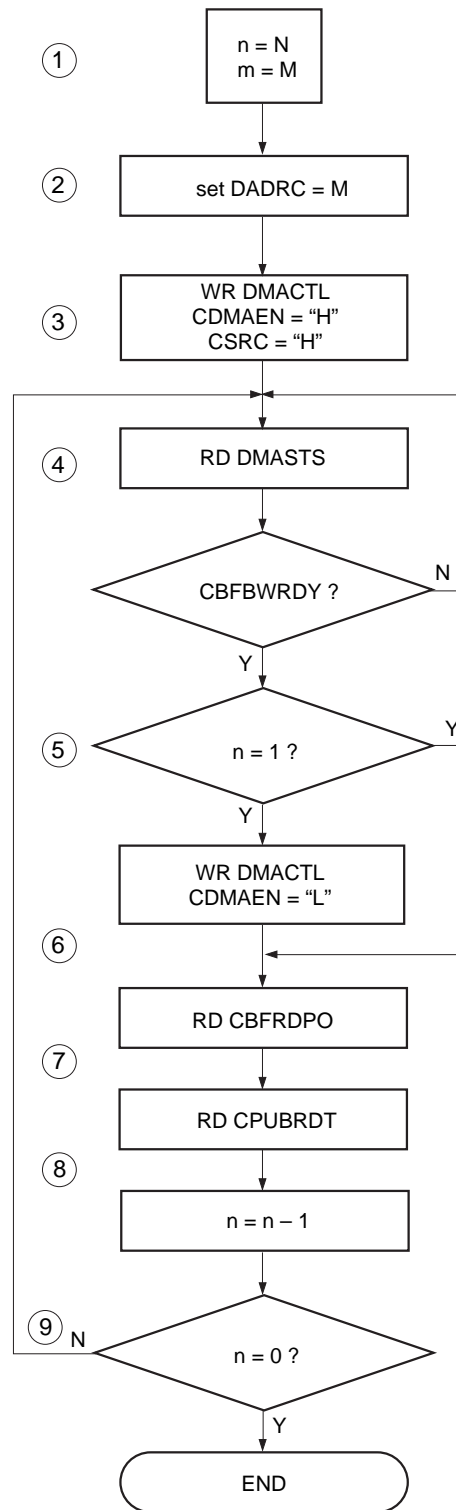 1
n = N
m = M
2
set DADRC = M
3
WR DMACTL
CDMAEN = “H”
CSRC = “H”
4
RD DMASTS
CBFBWRDY ?
N
Y
5
n = 1 ?
Y
Y
WR DMACTL
CDMAEN = “L”
6
RD CBFRDPO
7
RD CPUBRDT
8
n = n – 1
9
N
n = 0 ?
Y
END